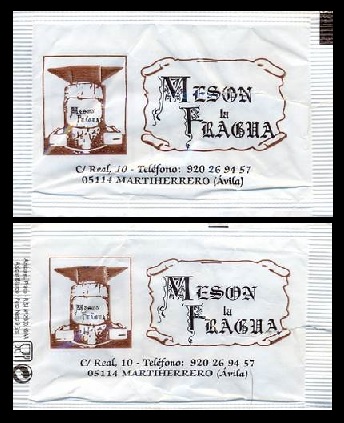 MESON
la
FRAGUA
C/ Real, 10 - Teléfono: 920 26 94 57
05114 MARTIHERRERO (Ávila)
MESON
la
FRAGUA
C/ Real, 10 - Teléfono: 920 26 94 57
05114 MARTIHERRERO (Ávila)